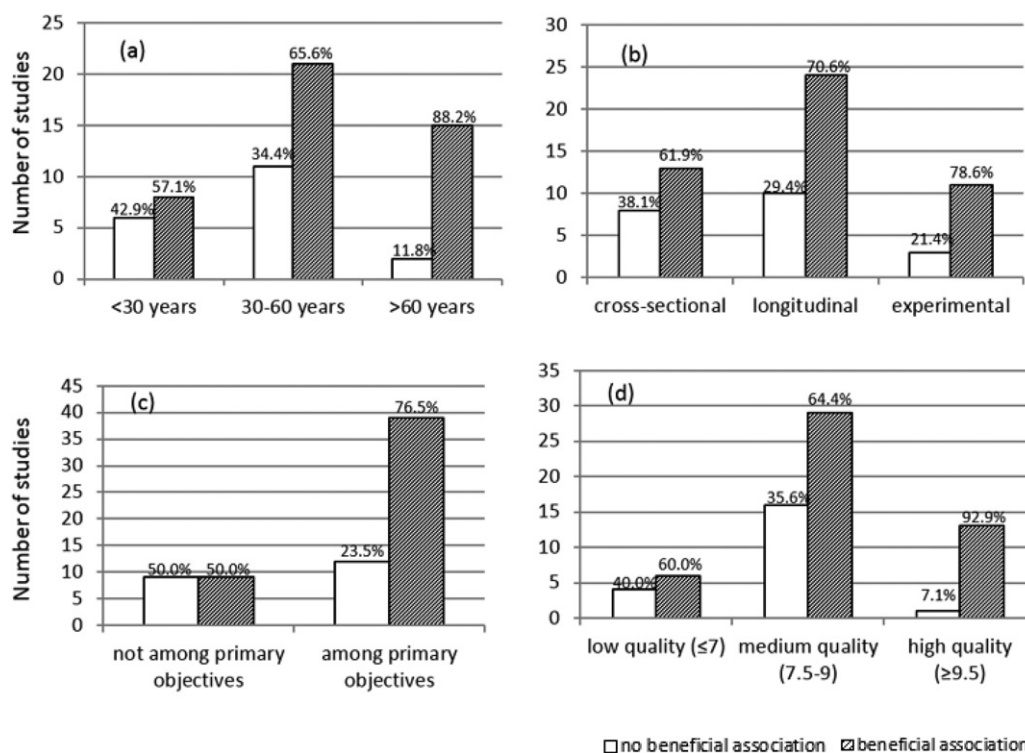 (a)
Number of studies
25
20
15
10
5
0
42.9%
57.1%
34.4%
65.6%
11.8%
88.2%
<30 years
30-60 years
>60 years
(b)
30
25
20
15
10
5
0
38.1%
61.9%
29.4%
70.6%
21.4%
78.6%
cross-sectional
longitudinal
experimental
(c)
Number of studies
45
40
35
30
25
20
15
10
5
0
50.0%
50.0%
23.5%
76.5%
not among primary
objectives
among primary
objectives
(d)
35
30
25
20
15
10
5
0
40.0%
60.0%
35.6%
64.4%
7.1%
92.9%
low quality (≤7)
medium quality
(7.5-9)
high quality
(≥9.5)
no beneficial association
beneficial association